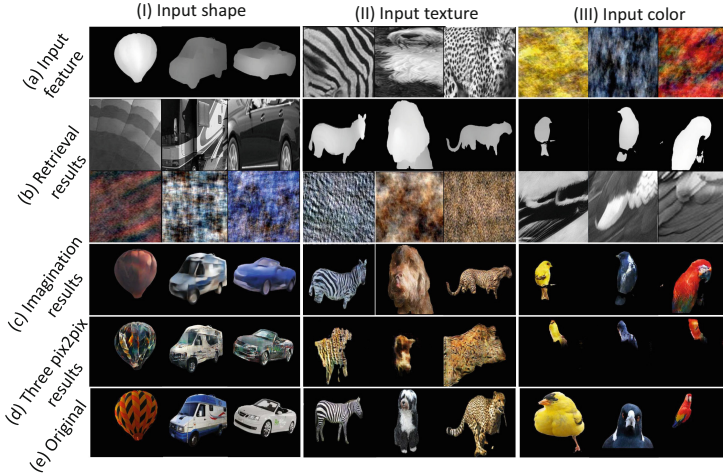 (I) Input shape
(II) Input texture
(III) Input color
(a) Input
feature
(b) Retrieval
results
(c) Imagination
results
(d) Three pix2pix
results
(e) Original